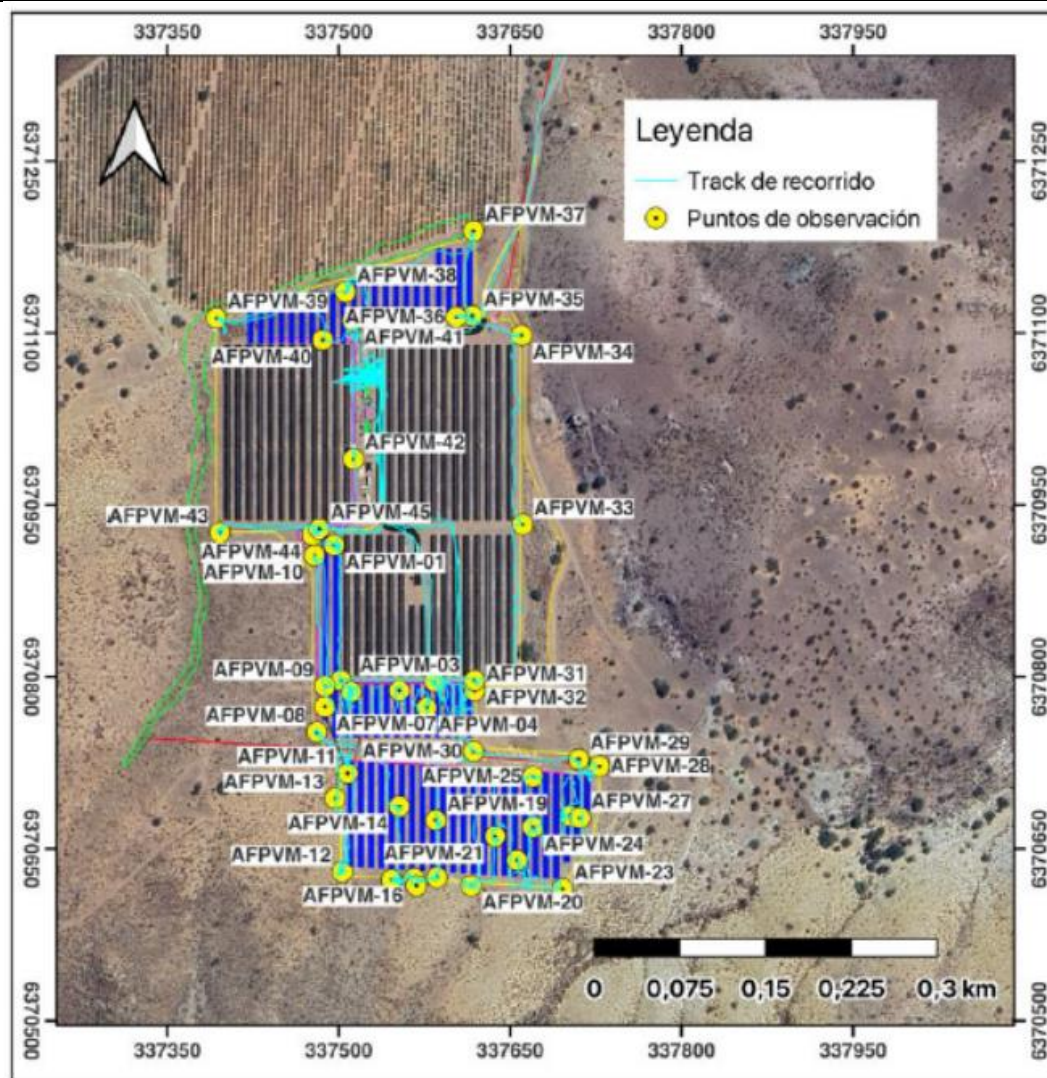 337350 337500 337650 337800 337950
6371250 6371250
Leyenda
Track de recorrido
Puntos de observación
AFPVM-37
AFPVM-38
AFPVM-39
AFPVM-36
AFPVM-35
6371100 6371100
AFPVM-40
AFPVM-41
AFPVM-34
AFPVM-42
6370950 6370950
AFPVM-43
AFPVM-45
AFPVM-33
AFPVM-44
AFPVM-10
AFPVM-01
AFPVM-09
AFPVM-03
AFPVM-31
6370800 6370800
AFPVM-32
AFPVM-08
AFPVM-07
AFPVM-04
AFPVM-11
AFPVM-30
AFPVM-29
AFPVM-28
AFPVM-13
AFPVM-25
AFPVM-19
AFPVM-27
AFPVM-14
AFPVM-24
6370650 6370650
AFPVM-12
AFPVM-21
AFPVM-23
AFPVM-16
AFPVM-20
0 0,075 0,15 0,225 0,3 km
6370500 6370500
337350 337500 337650 337800 337950